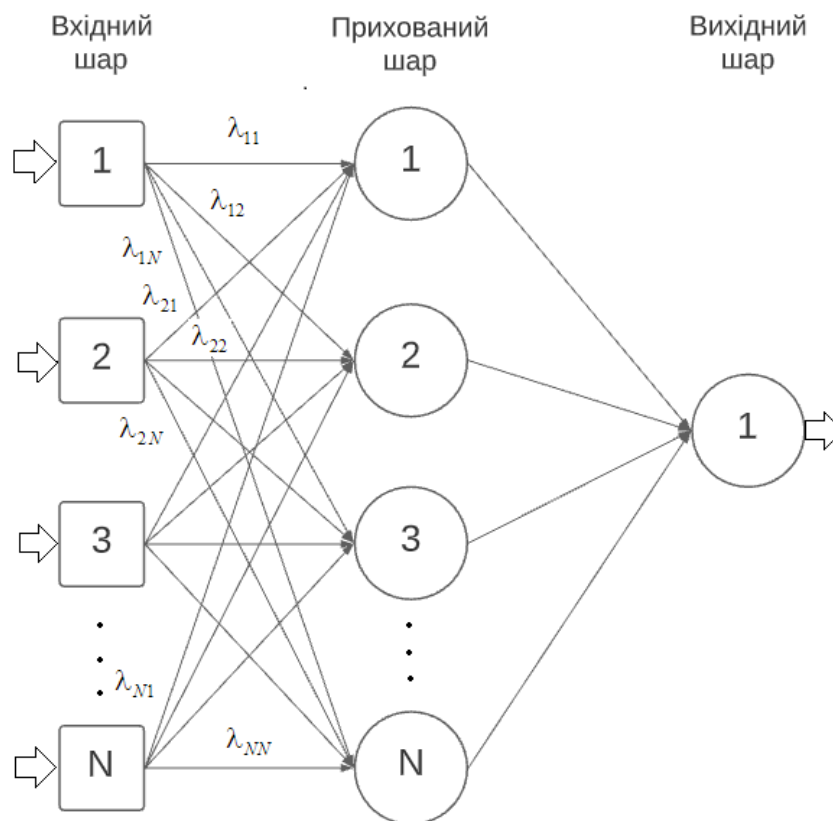 Вхідний
шар
Прихований
шар
Вихідний
шар
λ11
1
1
λ12
λ1N
λ21
λ22
2
2
λ2N
1
3
3
λN1
λNN
N
N